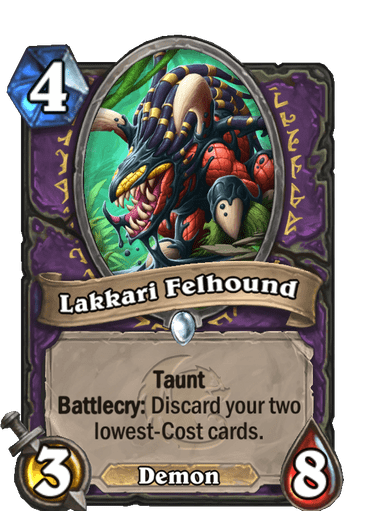 4
Lakkari Felhound
Taunt
Battlecry: Discard your two
lowest-Cost cards.
3
Demon
8